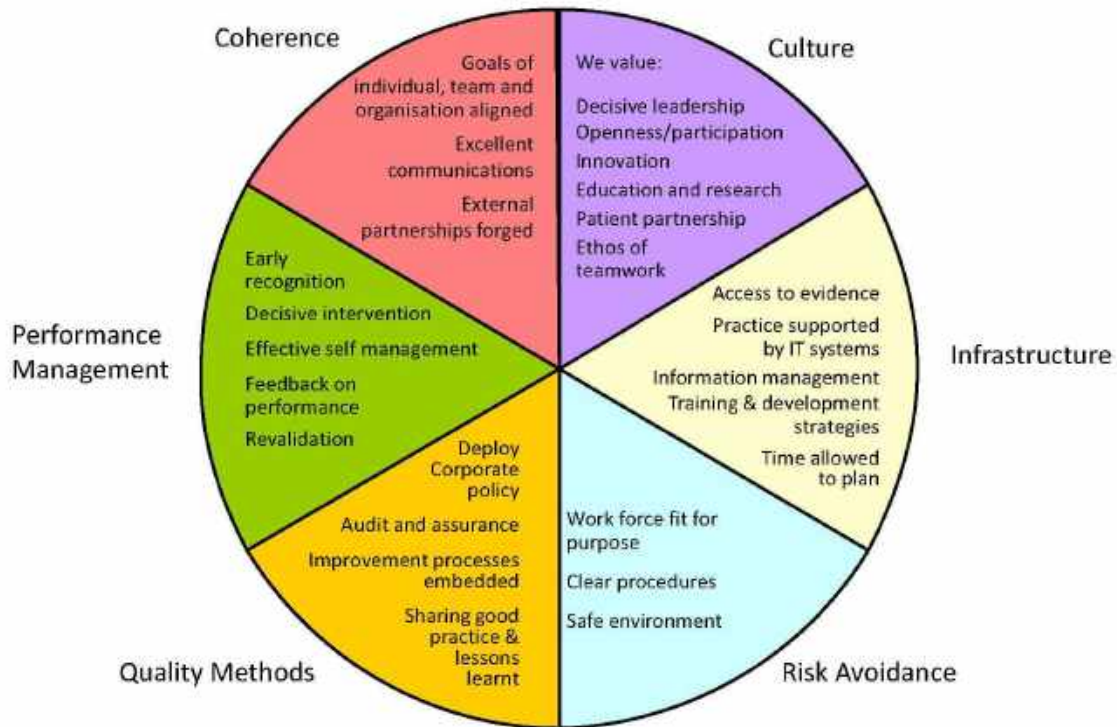 Coherence
Goals of
individual, team and
organisation aligned
Excellent
communications
External
partnerships forged
Culture
We value:
Decisive leadership
Openness/participation
Innovation
Education and research
Patient partnership
Ethos of
teamwork
Infrastructure
Access to evidence
Practice supported
by IT systems
Information management
Training & development
strategies
Time allowed
to plan
Risk Avoidance
Work force fit for
purpose
Clear procedures
Safe environment
Quality Methods
Deploy
Corporate
policy
Audit and assurance
Improvement processes
embedded
Sharing good
practice &
lessons
learnt
Performance
Management
Early
recognition
Decisive intervention
Effective self management
Feedback on
performance
Revalidation